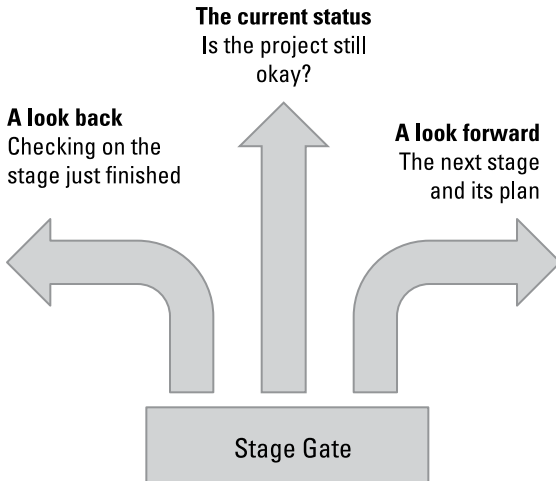 The current status
Is the project still
okay?
A look back
Checking on the
stage just finished
A look forward
The next stage
and its plan
Stage Gate